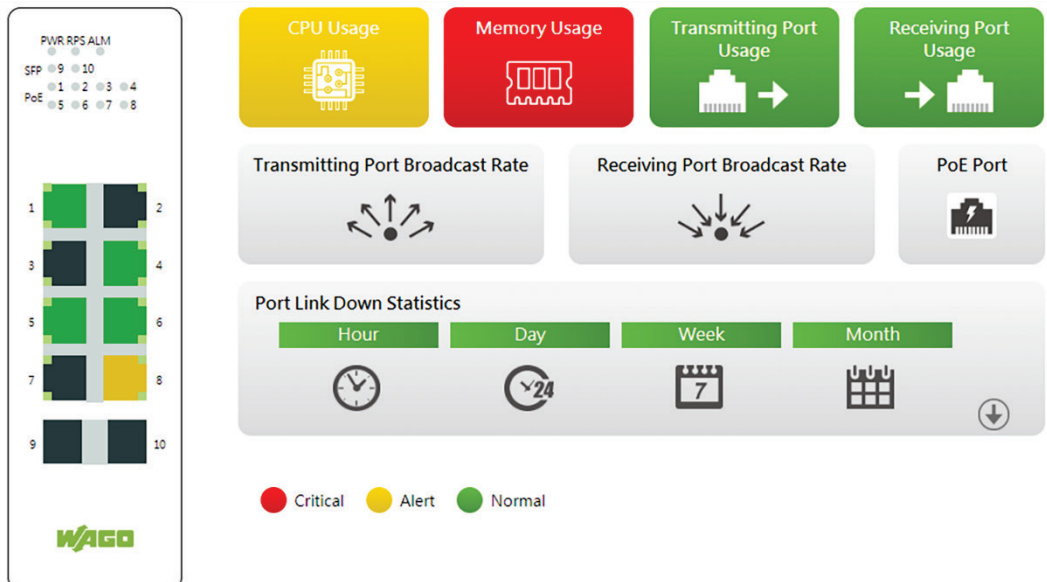 PWR RPS ALM
SFP 9 10
PoE 1 2 3 4
5 6 7 8
1 2
3 4
5 6
7 8
9 10
WAGO
CPU Usage
Memory Usage
Transmitting Port
Usage
Receiving Port
Usage
Transmitting Port Broadcast Rate
Receiving Port Broadcast Rate
PoE Port
Port Link Down Statistics
Hour
Day
Week
Month
24
7
Critical
Alert
Normal